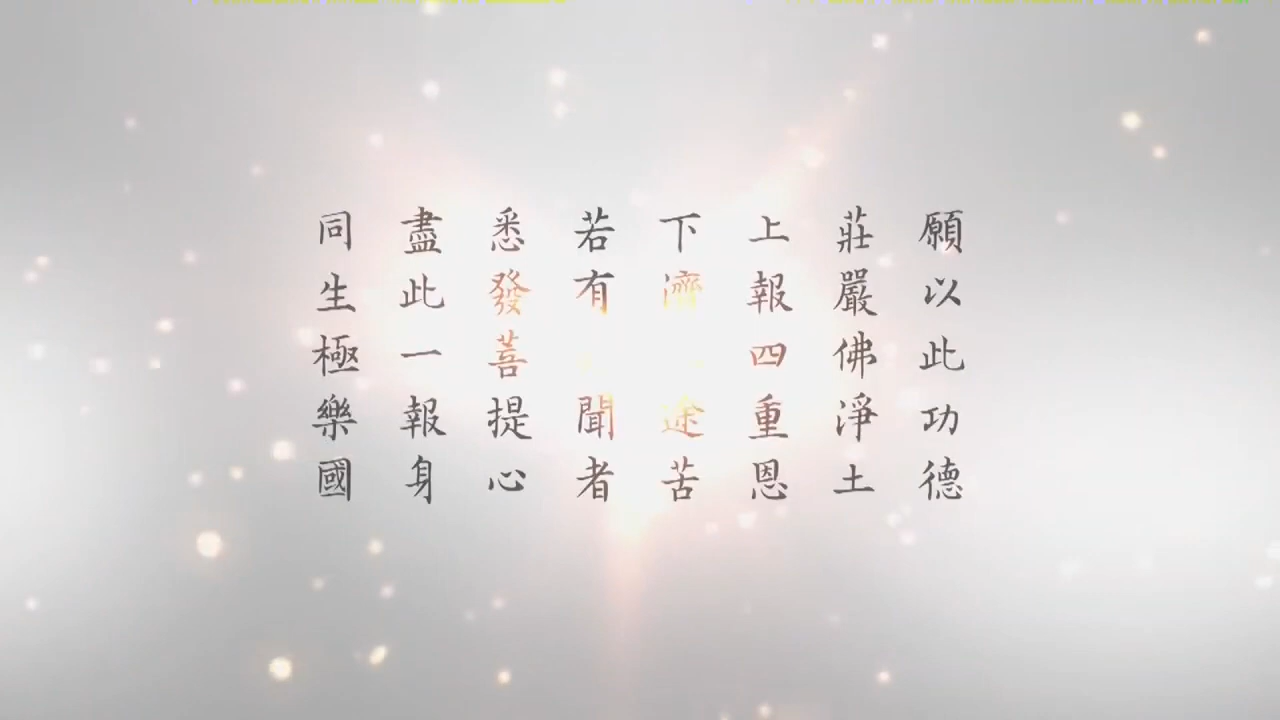 願以此功德
莊嚴佛淨土
上報四重恩
下濟途苦
若有聞者
悉發菩提心
盡此一報身
同生極樂國